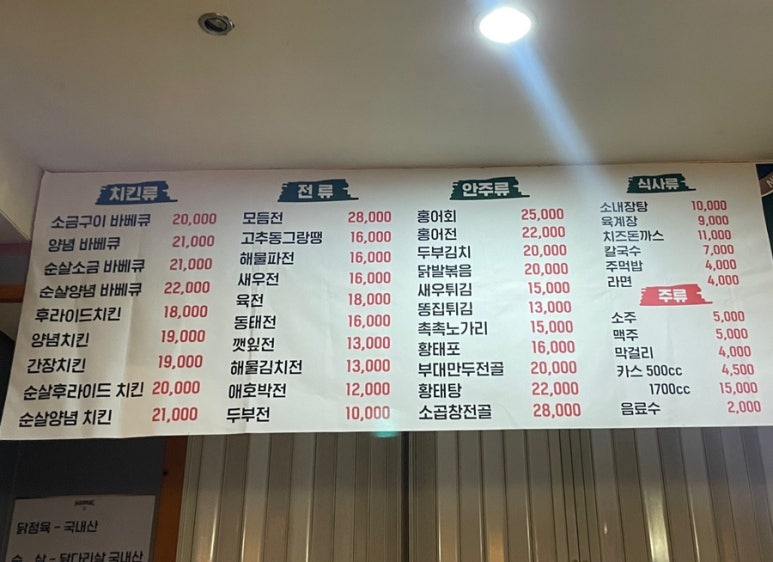 치킨류
소금구이 바베큐 20,000
양념 바베큐 21,000
순살소금 바베큐 21,000
순살양념 바베큐 22,000
후라이드치킨 18,000
양념치킨 19,000
간장치킨 19,000
순살후라이드 치킨 20,000
순살양념 치킨 21,000
전류
모듬전 28,000
고추동그랑땡 16,000
해물파전 16,000
새우전 16,000
육전 18,000
동태전 16,000
깻잎전 13,000
해물김치전 13,000
애호박전 12,000
두부전 10,000
안주류
홍어회 25,000
홍어전 22,000
두부김치 20,000
닭발볶음 20,000
새우튀김 15,000
똥집튀김 13,000
촉촉노가리 15,000
황태포 16,000
부대만두전골 20,000
황태탕 22,000
소곱창전골 28,000
식사류
소내장탕 10,000
육계장 9,000
치즈돈까스 11,000
칼국수 7,000
주먹밥 4,000
라면 4,000
주류
소주 5,000
맥주 5,000
막걸리 4,000
카스 500cc 4,500
1700cc 15,000
음료수 2,000
닭정육 - 국내산
순 살 - 닭다리살 국내산